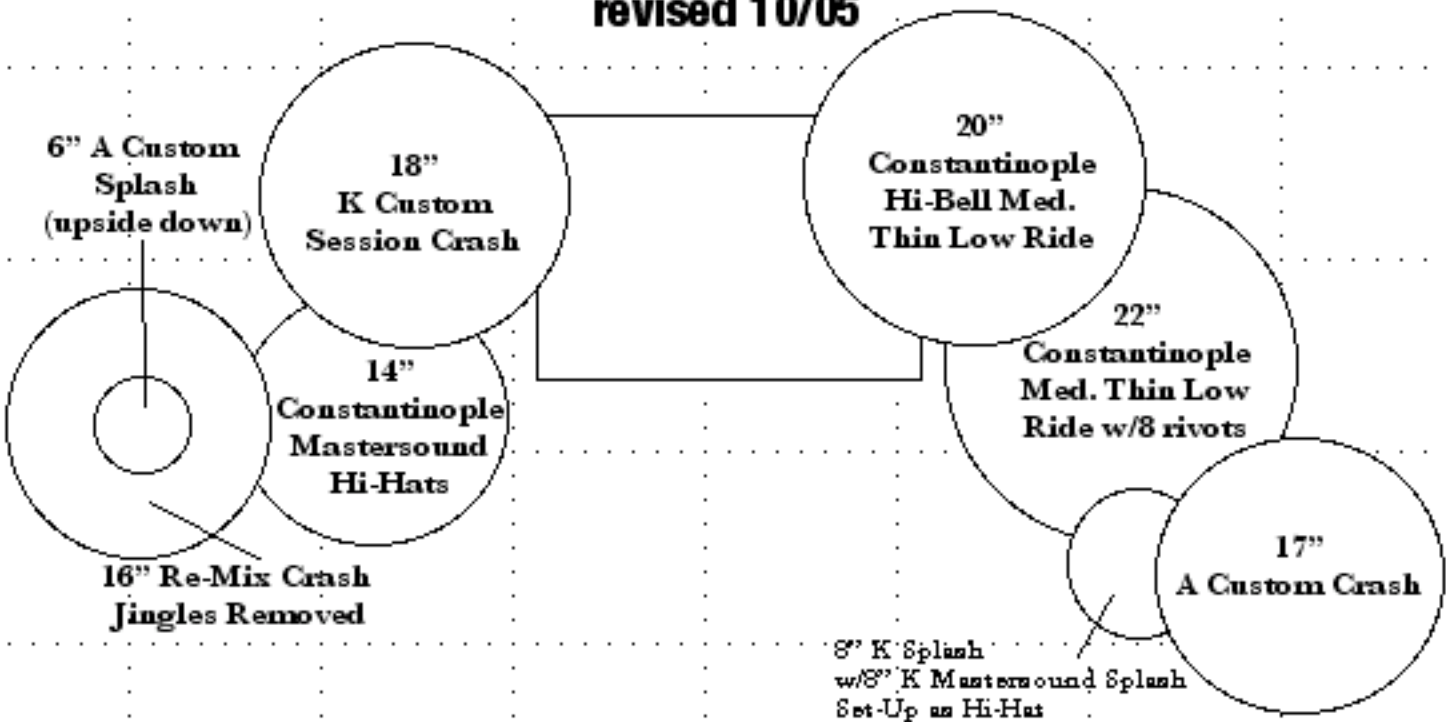 revised 10/05
6” A Custom
Splash
(upside down)
18”
K Custom
Session Crash
20”
Constantinople
Hi-Bell Med.
Thin Low Ride
14”
Constantinople
Mastersound
Hi-Hats
22”
Constantinople
Med. Thin Low
Ride w/8 rivots
16” Re-Mix Crash
Jingles Removed
17”
A Custom Crash
8” K Splash
w/8” K Mastersound Splash
Set-Up as Hi-Hat